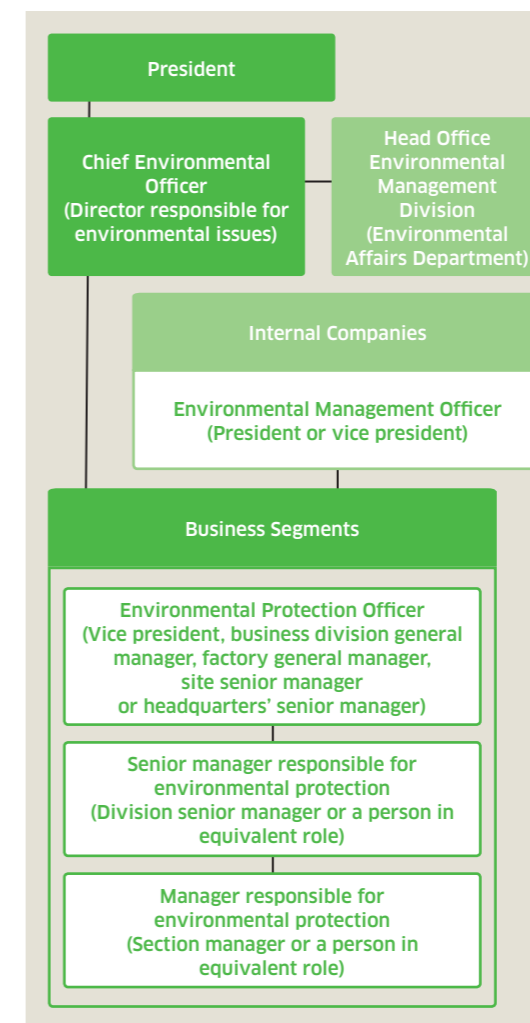 President
Chief Environmental
Officer
(Director responsible for
environmental issues)
Head Office
Environmental
Management
Division
(Environmental
Affairs Department)
Internal Companies
Environmental Management Officer
(President or vice president)
Business Segments
Environmental Protection Officer
(Vice president, business division general
manager, factory general manager,
site senior manager
or headquarters’ senior manager)
Senior manager responsible for
environmental protection
(Division senior manager or a person in
equivalent role)
Manager responsible for
environmental protection
(Section manager or a person in
equivalent role)